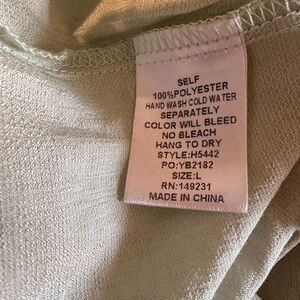 SELF
100%POLYESTER
HAND WASH COLD WATER
SEPARATELY
COLOR WILL BLEED
NO BLEACH
HANG TO DRY
STYLE:H5442
PO:YB2182
SIZE:L
RN:149231
MADE IN CHINA